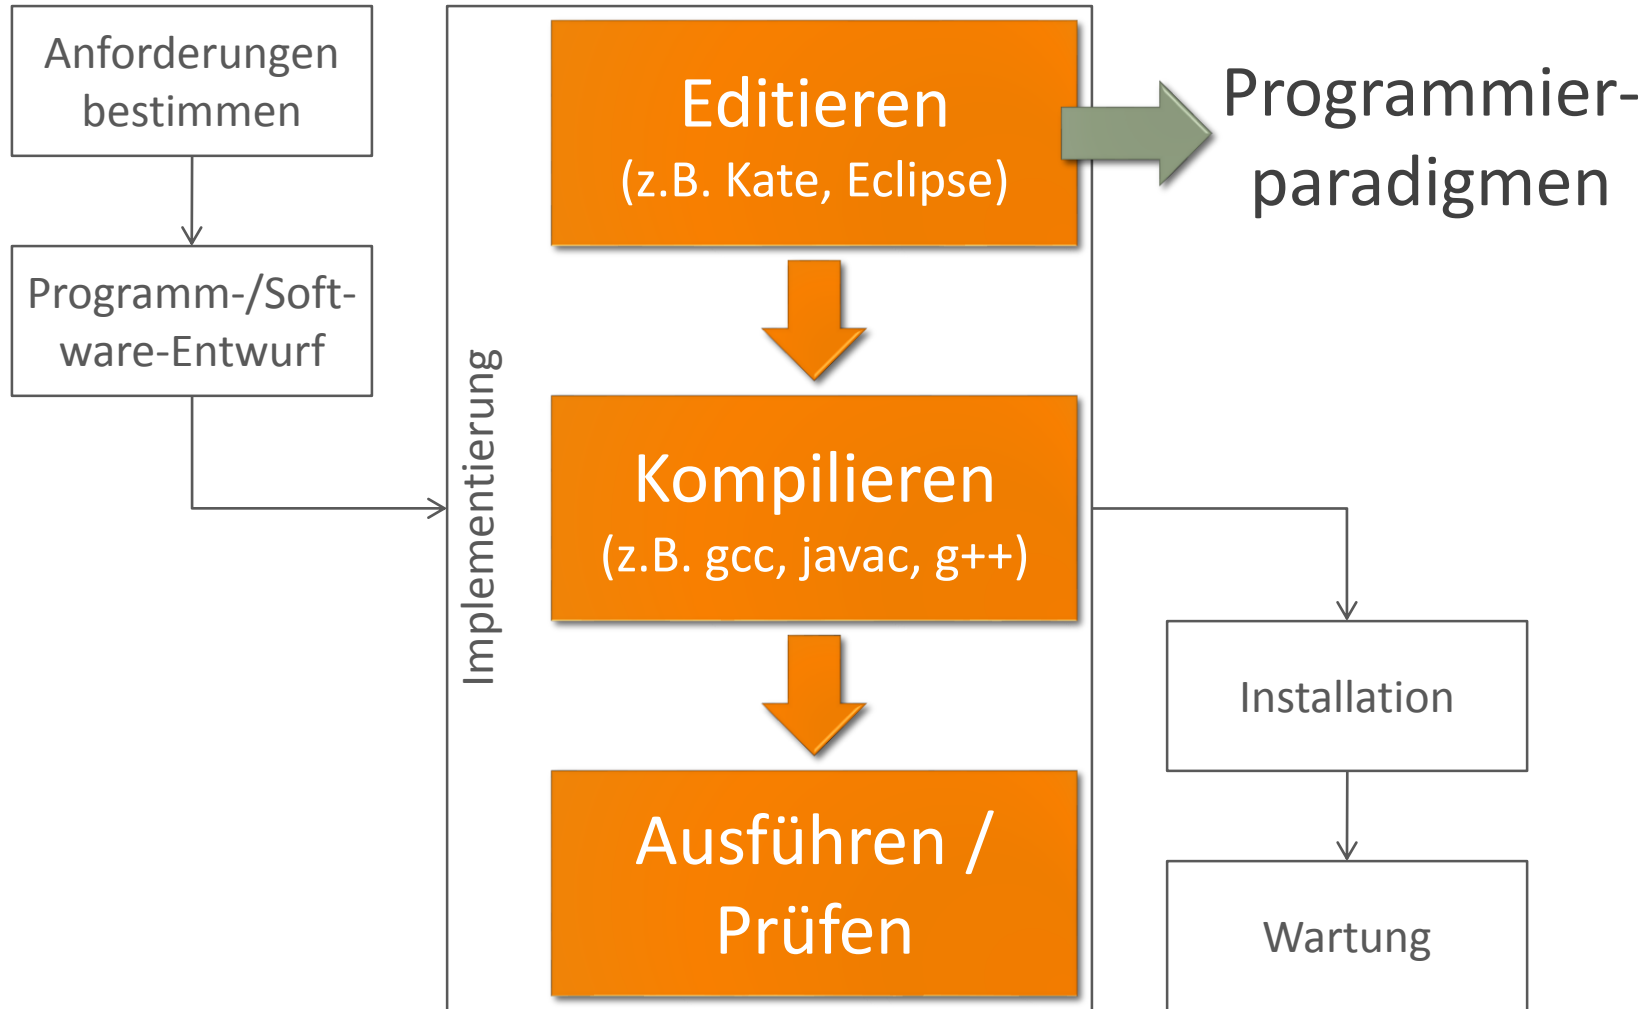 Anforderungen
bestimmen
Programm-/Soft-
ware-Entwurf
Implementierung
Editieren
(z.B. Kate, Eclipse)
Programmier-
paradigmen
Kompilieren
(z.B. gcc, javac, g++)
Ausführen /
Prüfen
Installation
Wartung